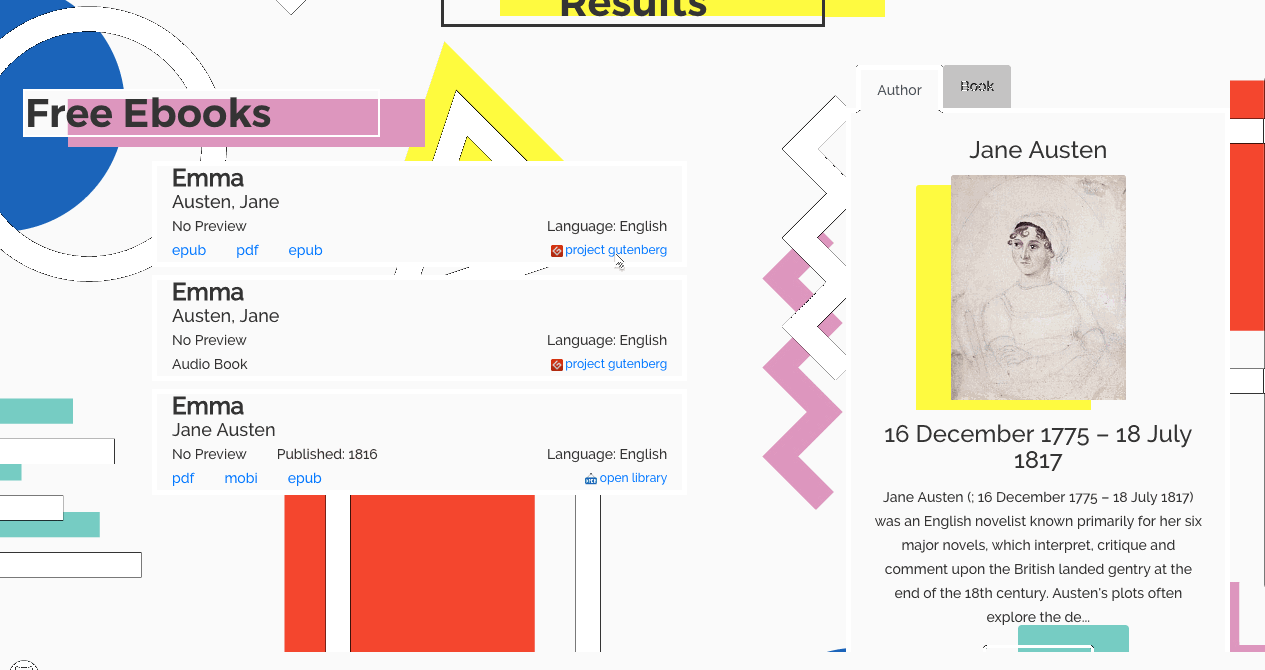 Results
Free Ebooks
Emma
Austen, Jane
No Preview Language: English
epub pdf epub project gutenberg
Emma
Austen, Jane
No Preview Language: English
Audio Book project gutenberg
Emma
Jane Austen
No Preview Published: 1816 Language: English
pdf mobi epub open library
Author Book
Jane Austen
16 December 1775 – 18 July
1817
Jane Austen (; 16 December 1775 – 18 July 1817)
was an English novelist known primarily for her six
major novels, which interpret, critique and
comment upon the British landed gentry at the
end of the 18th century. Austen's plots often
explore the de...